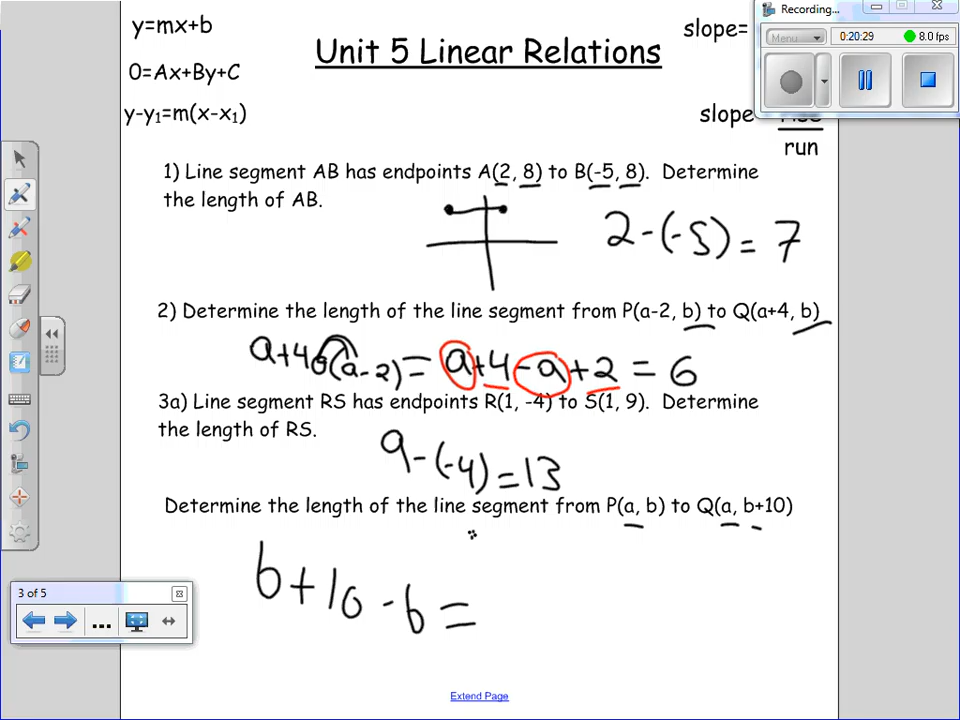 y=mx+b
slope=
Recording...
Unit 5 Linear Relations
Menu
0:20:29
8.0 fps
0=Ax+By+C
y-y₁=m(x-x₁)
slope
run
1) Line segment AB has endpoints A(2, 8) to B(-5, 8). Determine
the length of AB.
2 - (-5) = 7
2) Determine the length of the line segment from P(a-2, b) to Q(a+4, b)
a+4 (a-2) = a+4-a+2 = 6
3a) Line segment RS has endpoints R(1, -4) to S(1, 9). Determine
the length of RS.
9-(-4)=13
Determine the length of the line segment from P(a, b) to Q(a, b+10)
b+10-b=
3 of 5
...
Extend Page